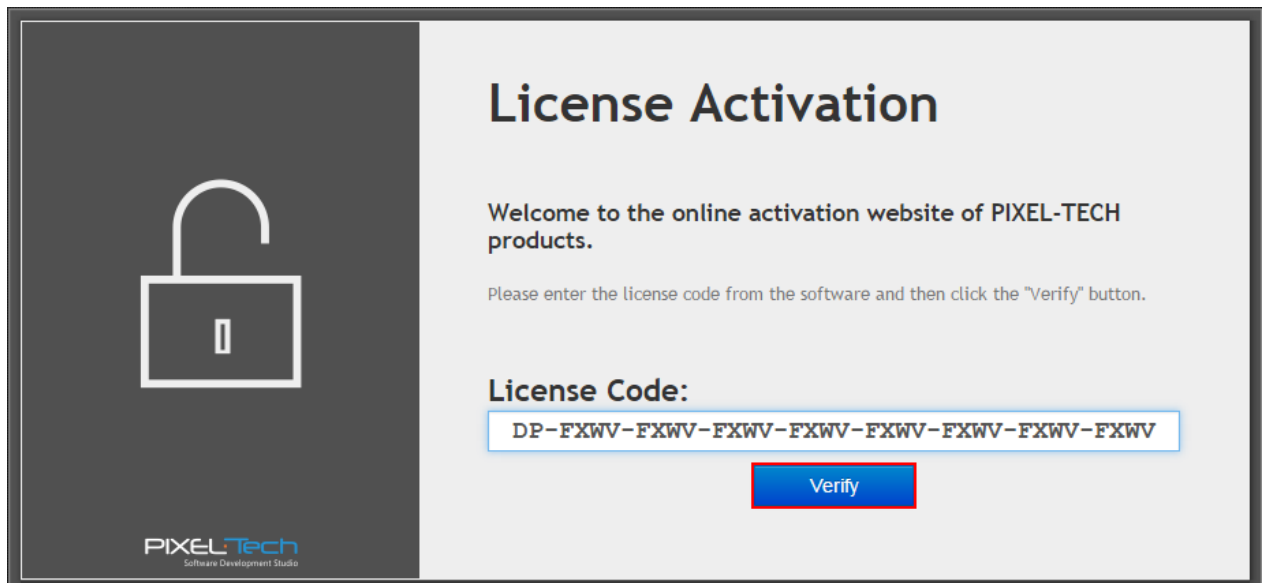 License Activation
Welcome to the online activation website of PIXEL-TECH
products.
Please enter the license code from the software and then click the "Verify" button.
License Code:
DP-FXWV-FXWV-FXWV-FXWV-FXWV-FXWV-FXWV-FXWV
Verify
PIXEL·Tech
Software Development Studio